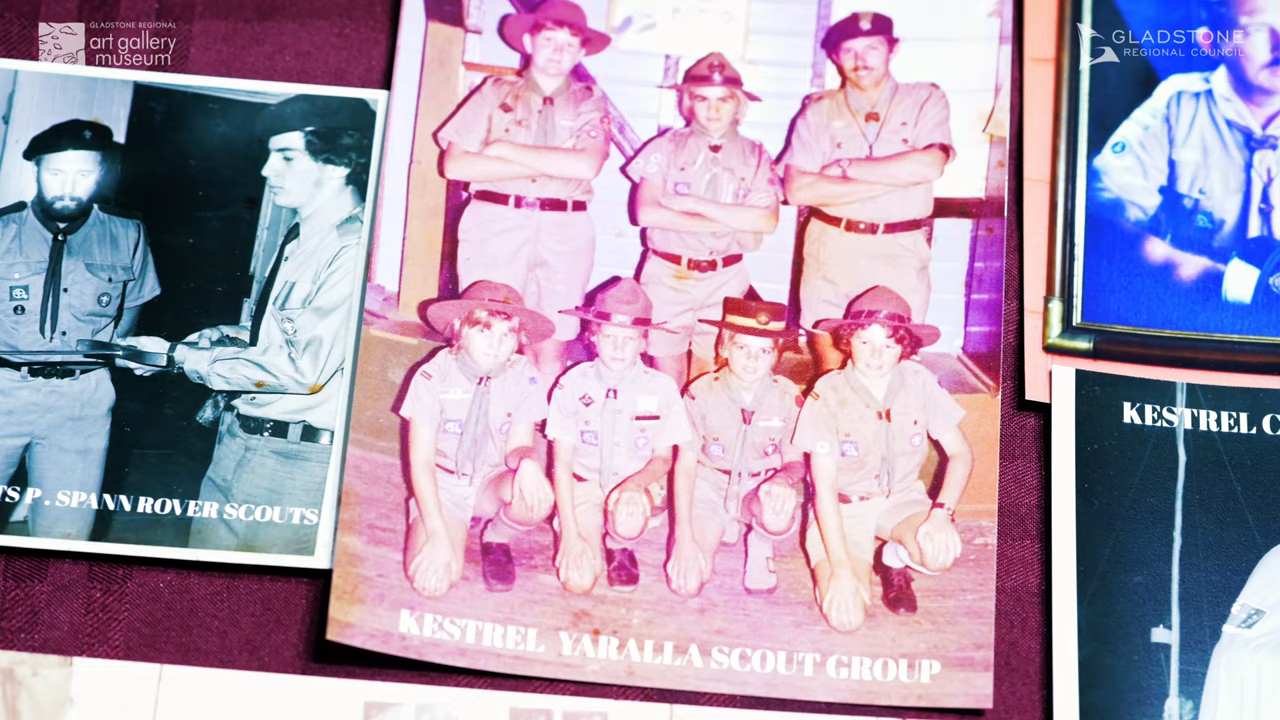 GLADSTONE REGIONAL
art gallery
museum
GLADSTONE
REGIONAL COUNCIL
P. SPANN ROVER SCOUTS
KESTREL YARALLA SCOUT GROUP
KESTREL